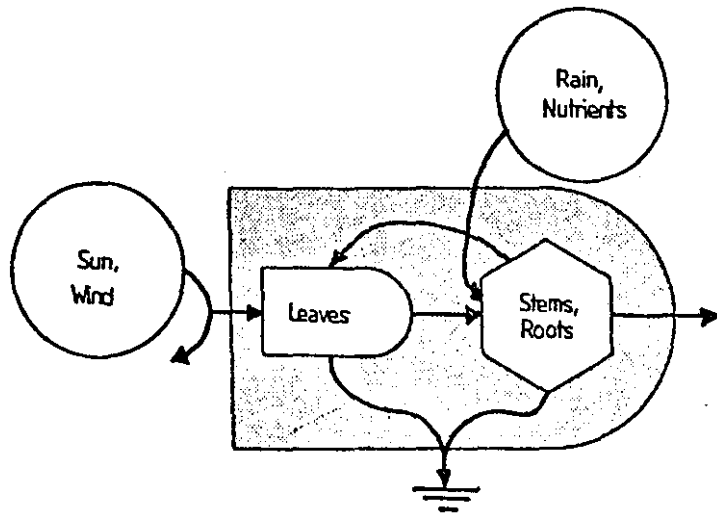 Rain,
Nutrients
Sun,
Wind
Leaves
Stems,
Roots